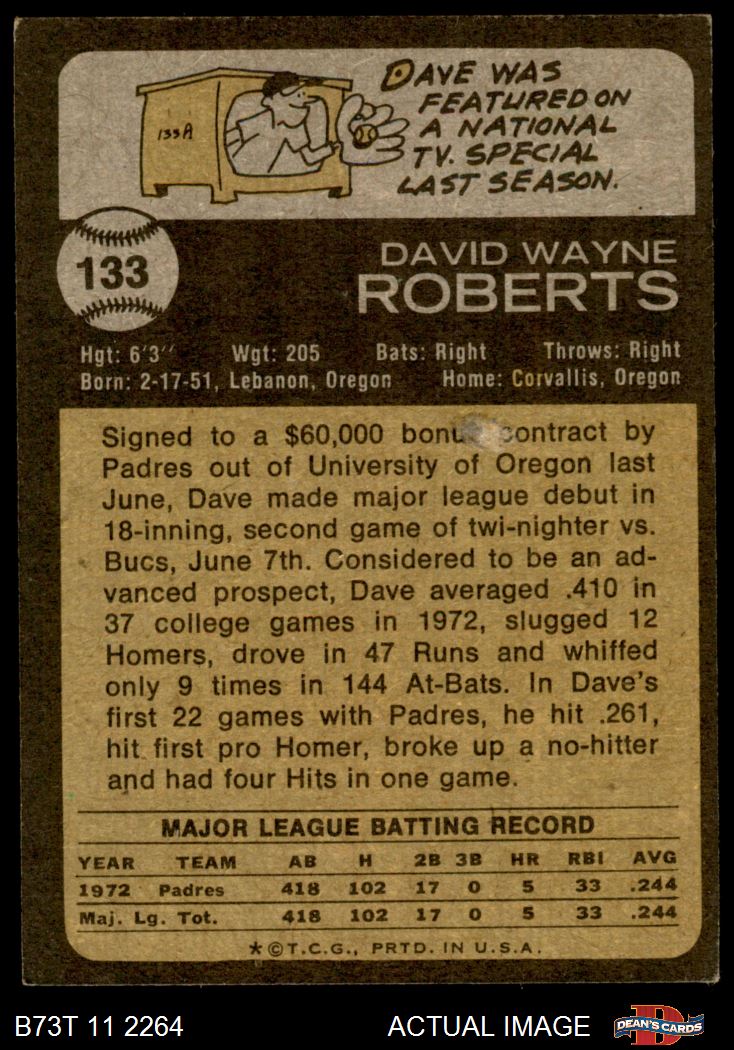 DAVE WAS
FEATURED ON
A NATIONAL
TV. SPECIAL
LAST SEASON.
133A
133
DAVID WAYNE
ROBERTS
Hgt: 6'3" Wgt: 205 Bats: Right Throws: Right
Born: 2-17-51, Lebanon, Oregon Home: Corvallis, Oregon
Signed to a $60,000 bonus contract by
Padres out of University of Oregon last
June, Dave made major league debut in
18-inning, second game of twi-nighter vs.
Bucs, June 7th. Considered to be an ad-
vanced prospect, Dave averaged .410 in
37 college games in 1972, slugged 12
Homers, drove in 47 Runs and whiffed
only 9 times in 144 At-Bats. In Dave's
first 22 games with Padres, he hit .261,
hit first pro Homer, broke up a no-hitter
and had four Hits in one game.
MAJOR LEAGUE BATTING RECORD
YEAR TEAM AB H 2B 3B HR RBI AVG
1972 Padres 418 102 17 0 5 33 .244
Maj. Lg. Tot. 418 102 17 0 5 33 .244
*©T.C.G., PRTD. IN U.S.A.
B73T 11 2264 ACTUAL IMAGE DEAN'S CARDS